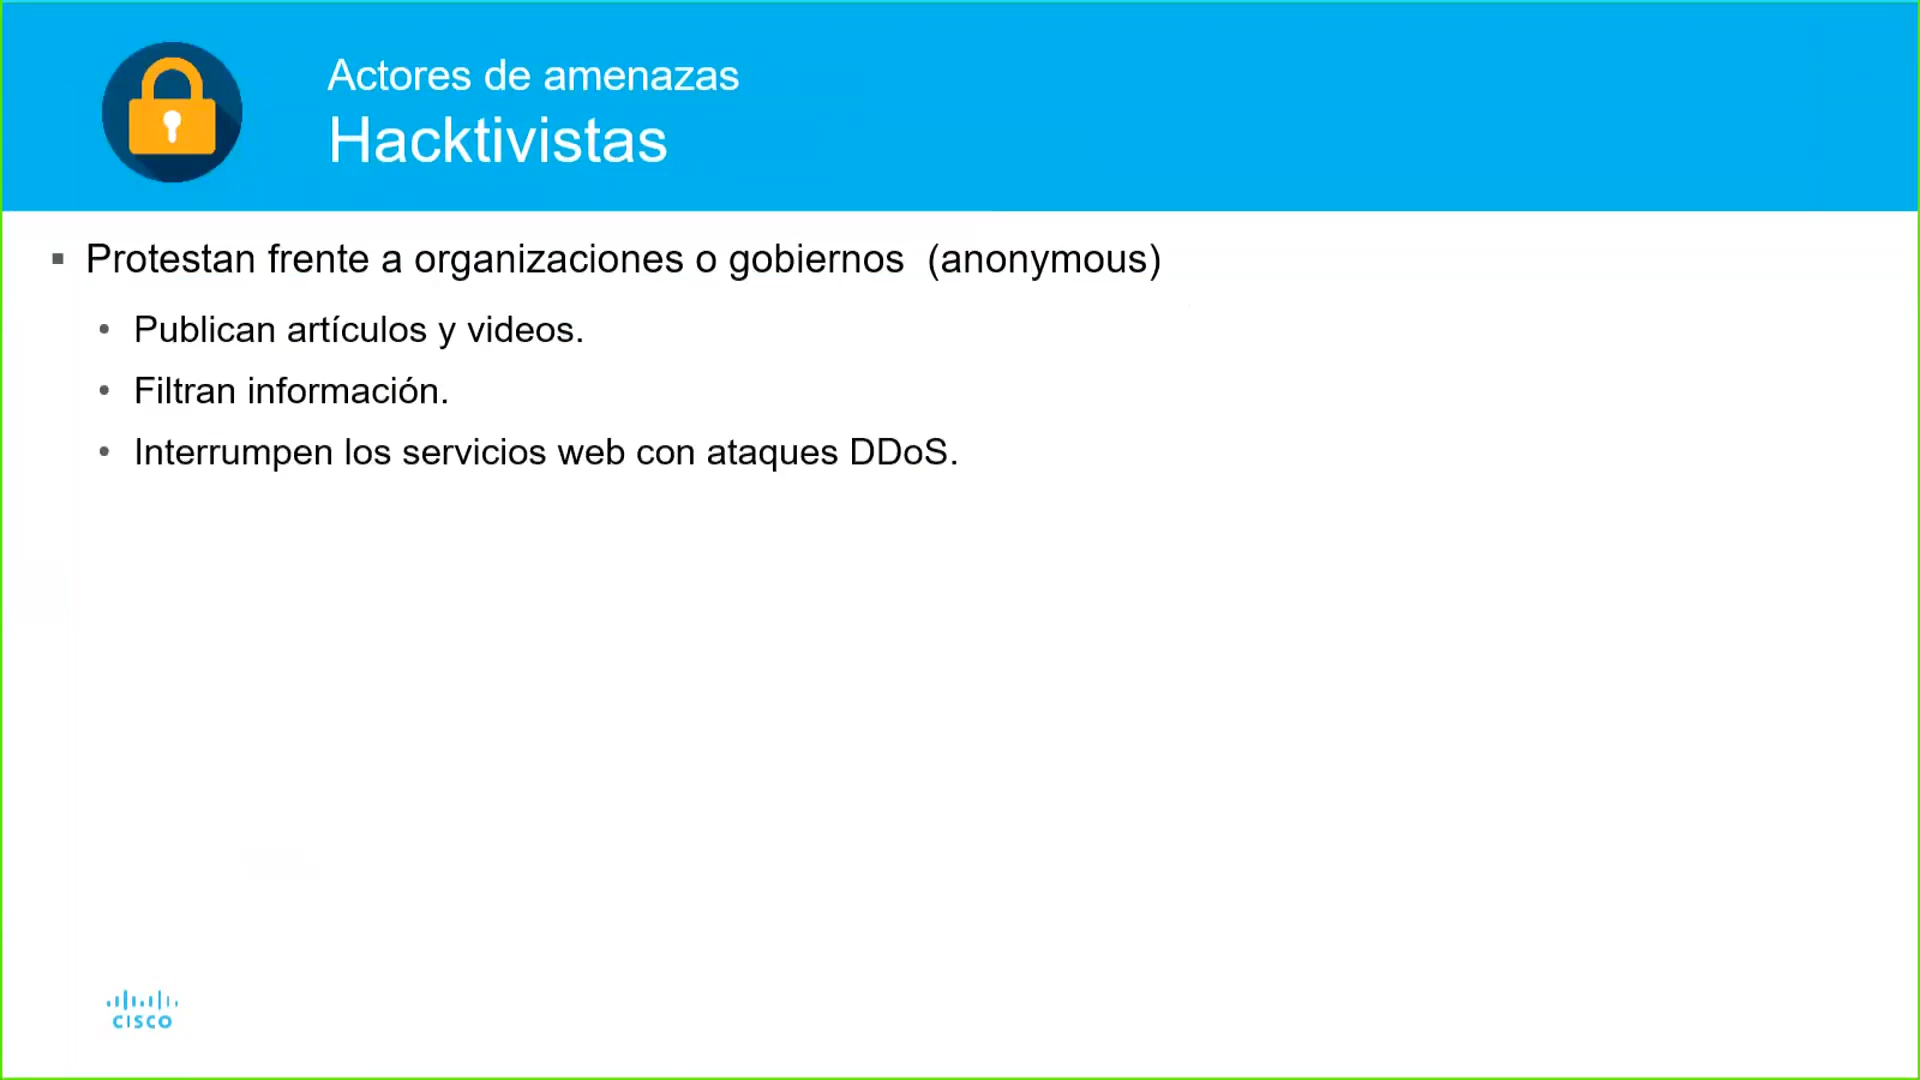 Actores de amenazas
Hacktivistas
▪ Protestan frente a organizaciones o gobiernos  (anonymous)
• Publican artículos y videos.
• Filtran información.
• Interrumpen los servicios web con ataques DDoS.
CISCO